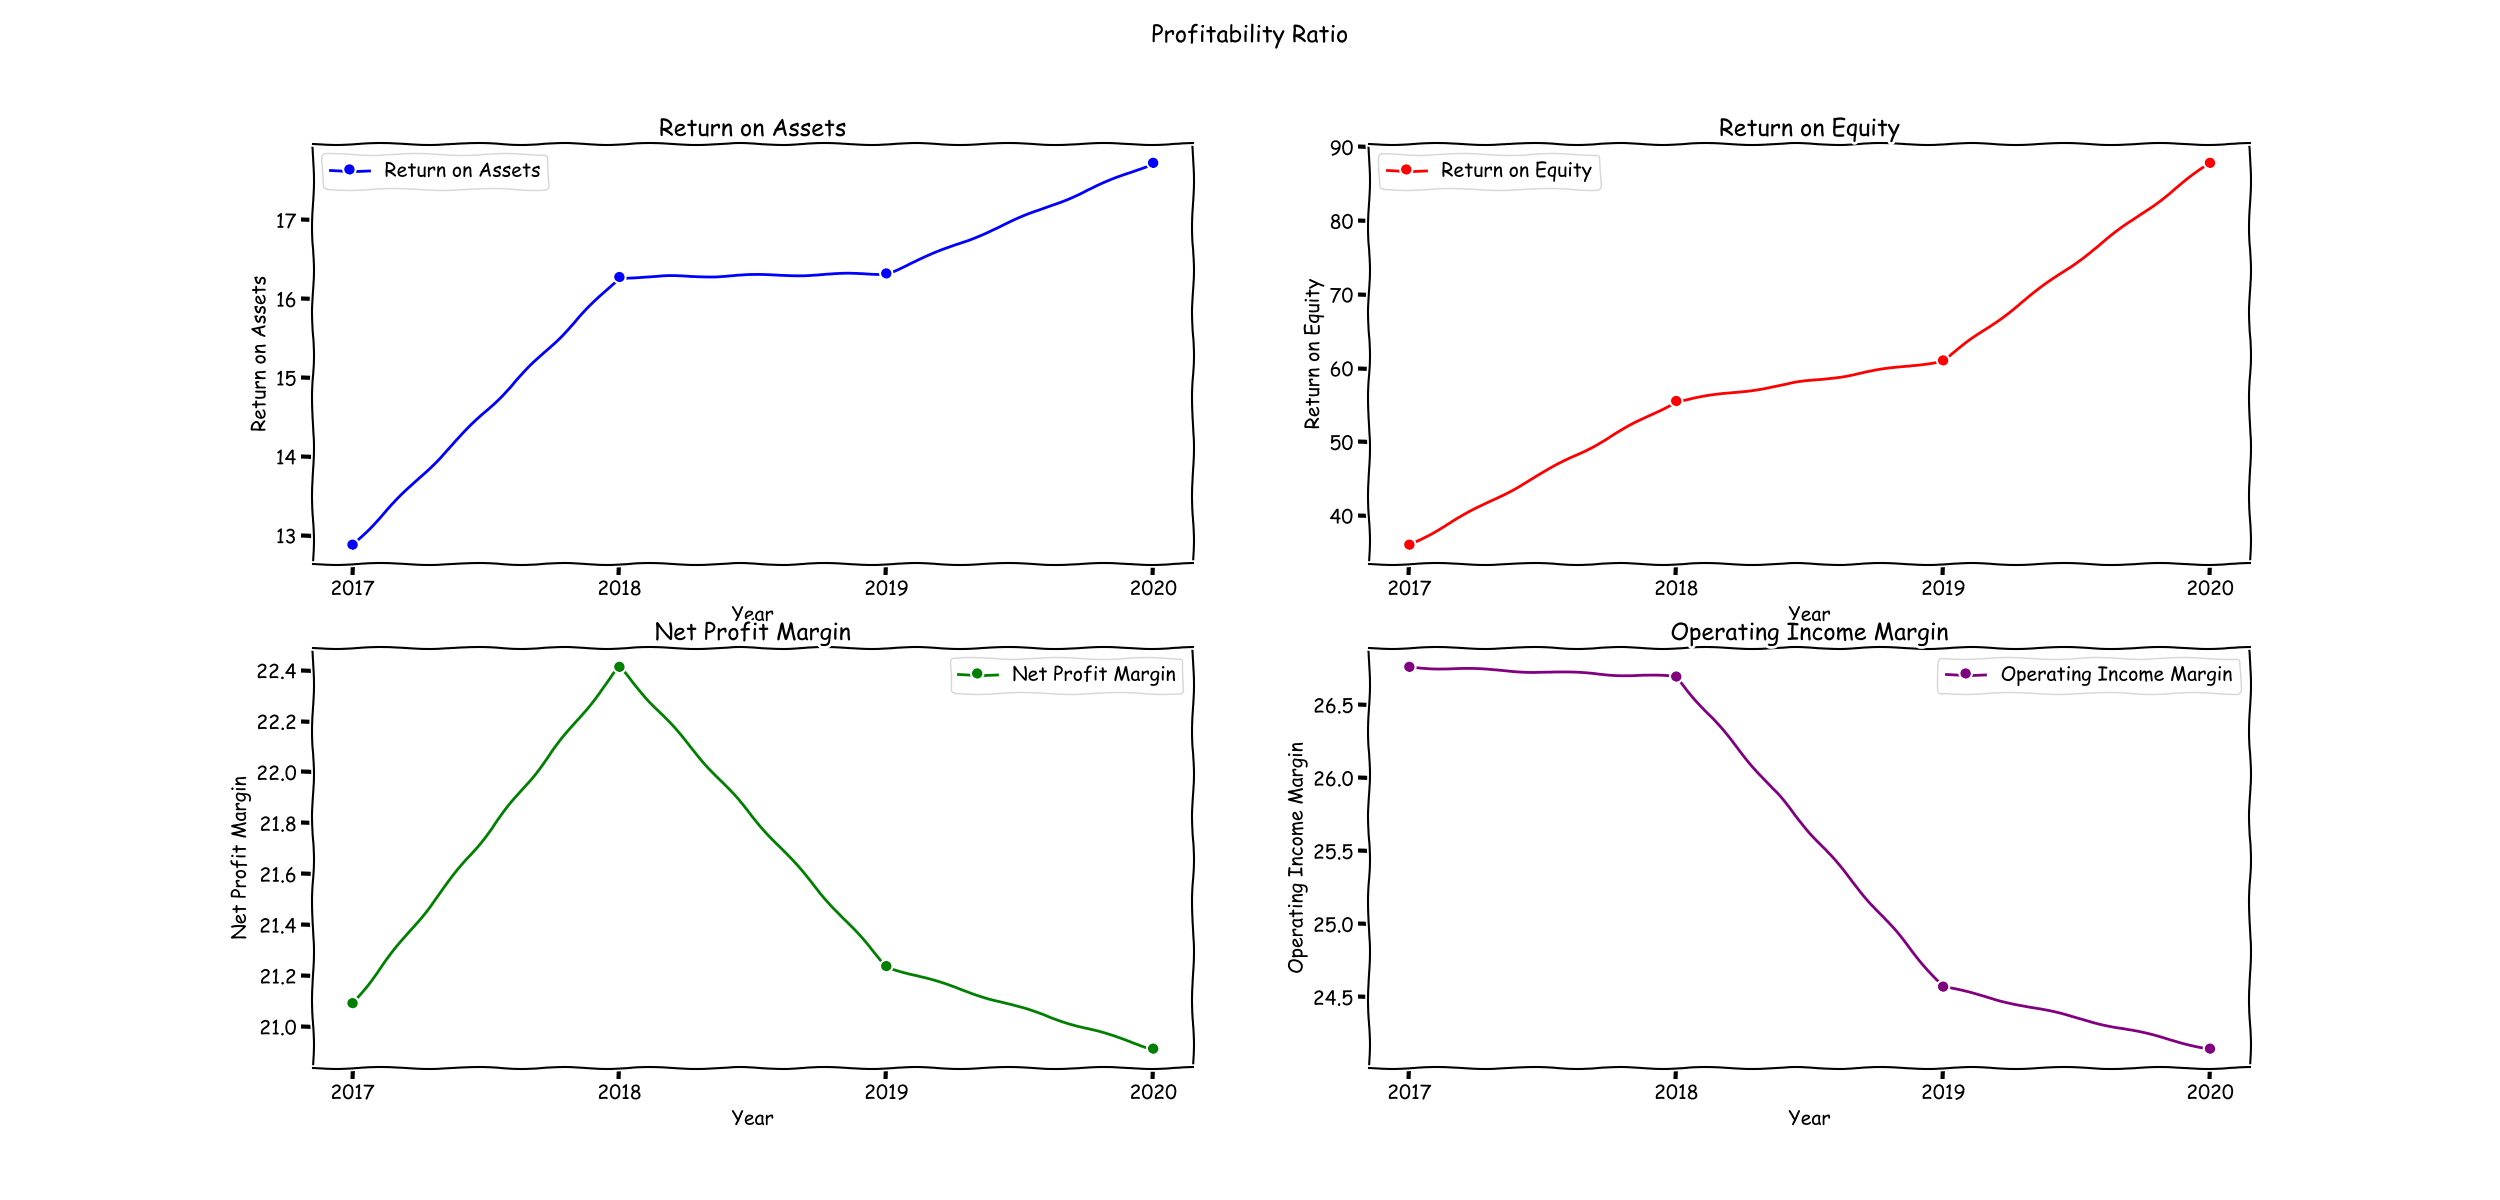 Profitability Ratio
Return on Assets
Return on Assets
Return on Assets
17
16
15
14
13
2017 2018 2019 2020
Year
Return on Equity
Return on Equity
Return on Equity
90
80
70
60
50
40
2017 2018 2019 2020
Year
Net Profit Margin
Net Profit Margin
Net Profit Margin
22.4
22.2
22.0
21.8
21.6
21.4
21.2
21.0
2017 2018 2019 2020
Year
Operating Income Margin
Operating Income Margin
Operating Income Margin
26.5
26.0
25.5
25.0
24.5
2017 2018 2019 2020
Year